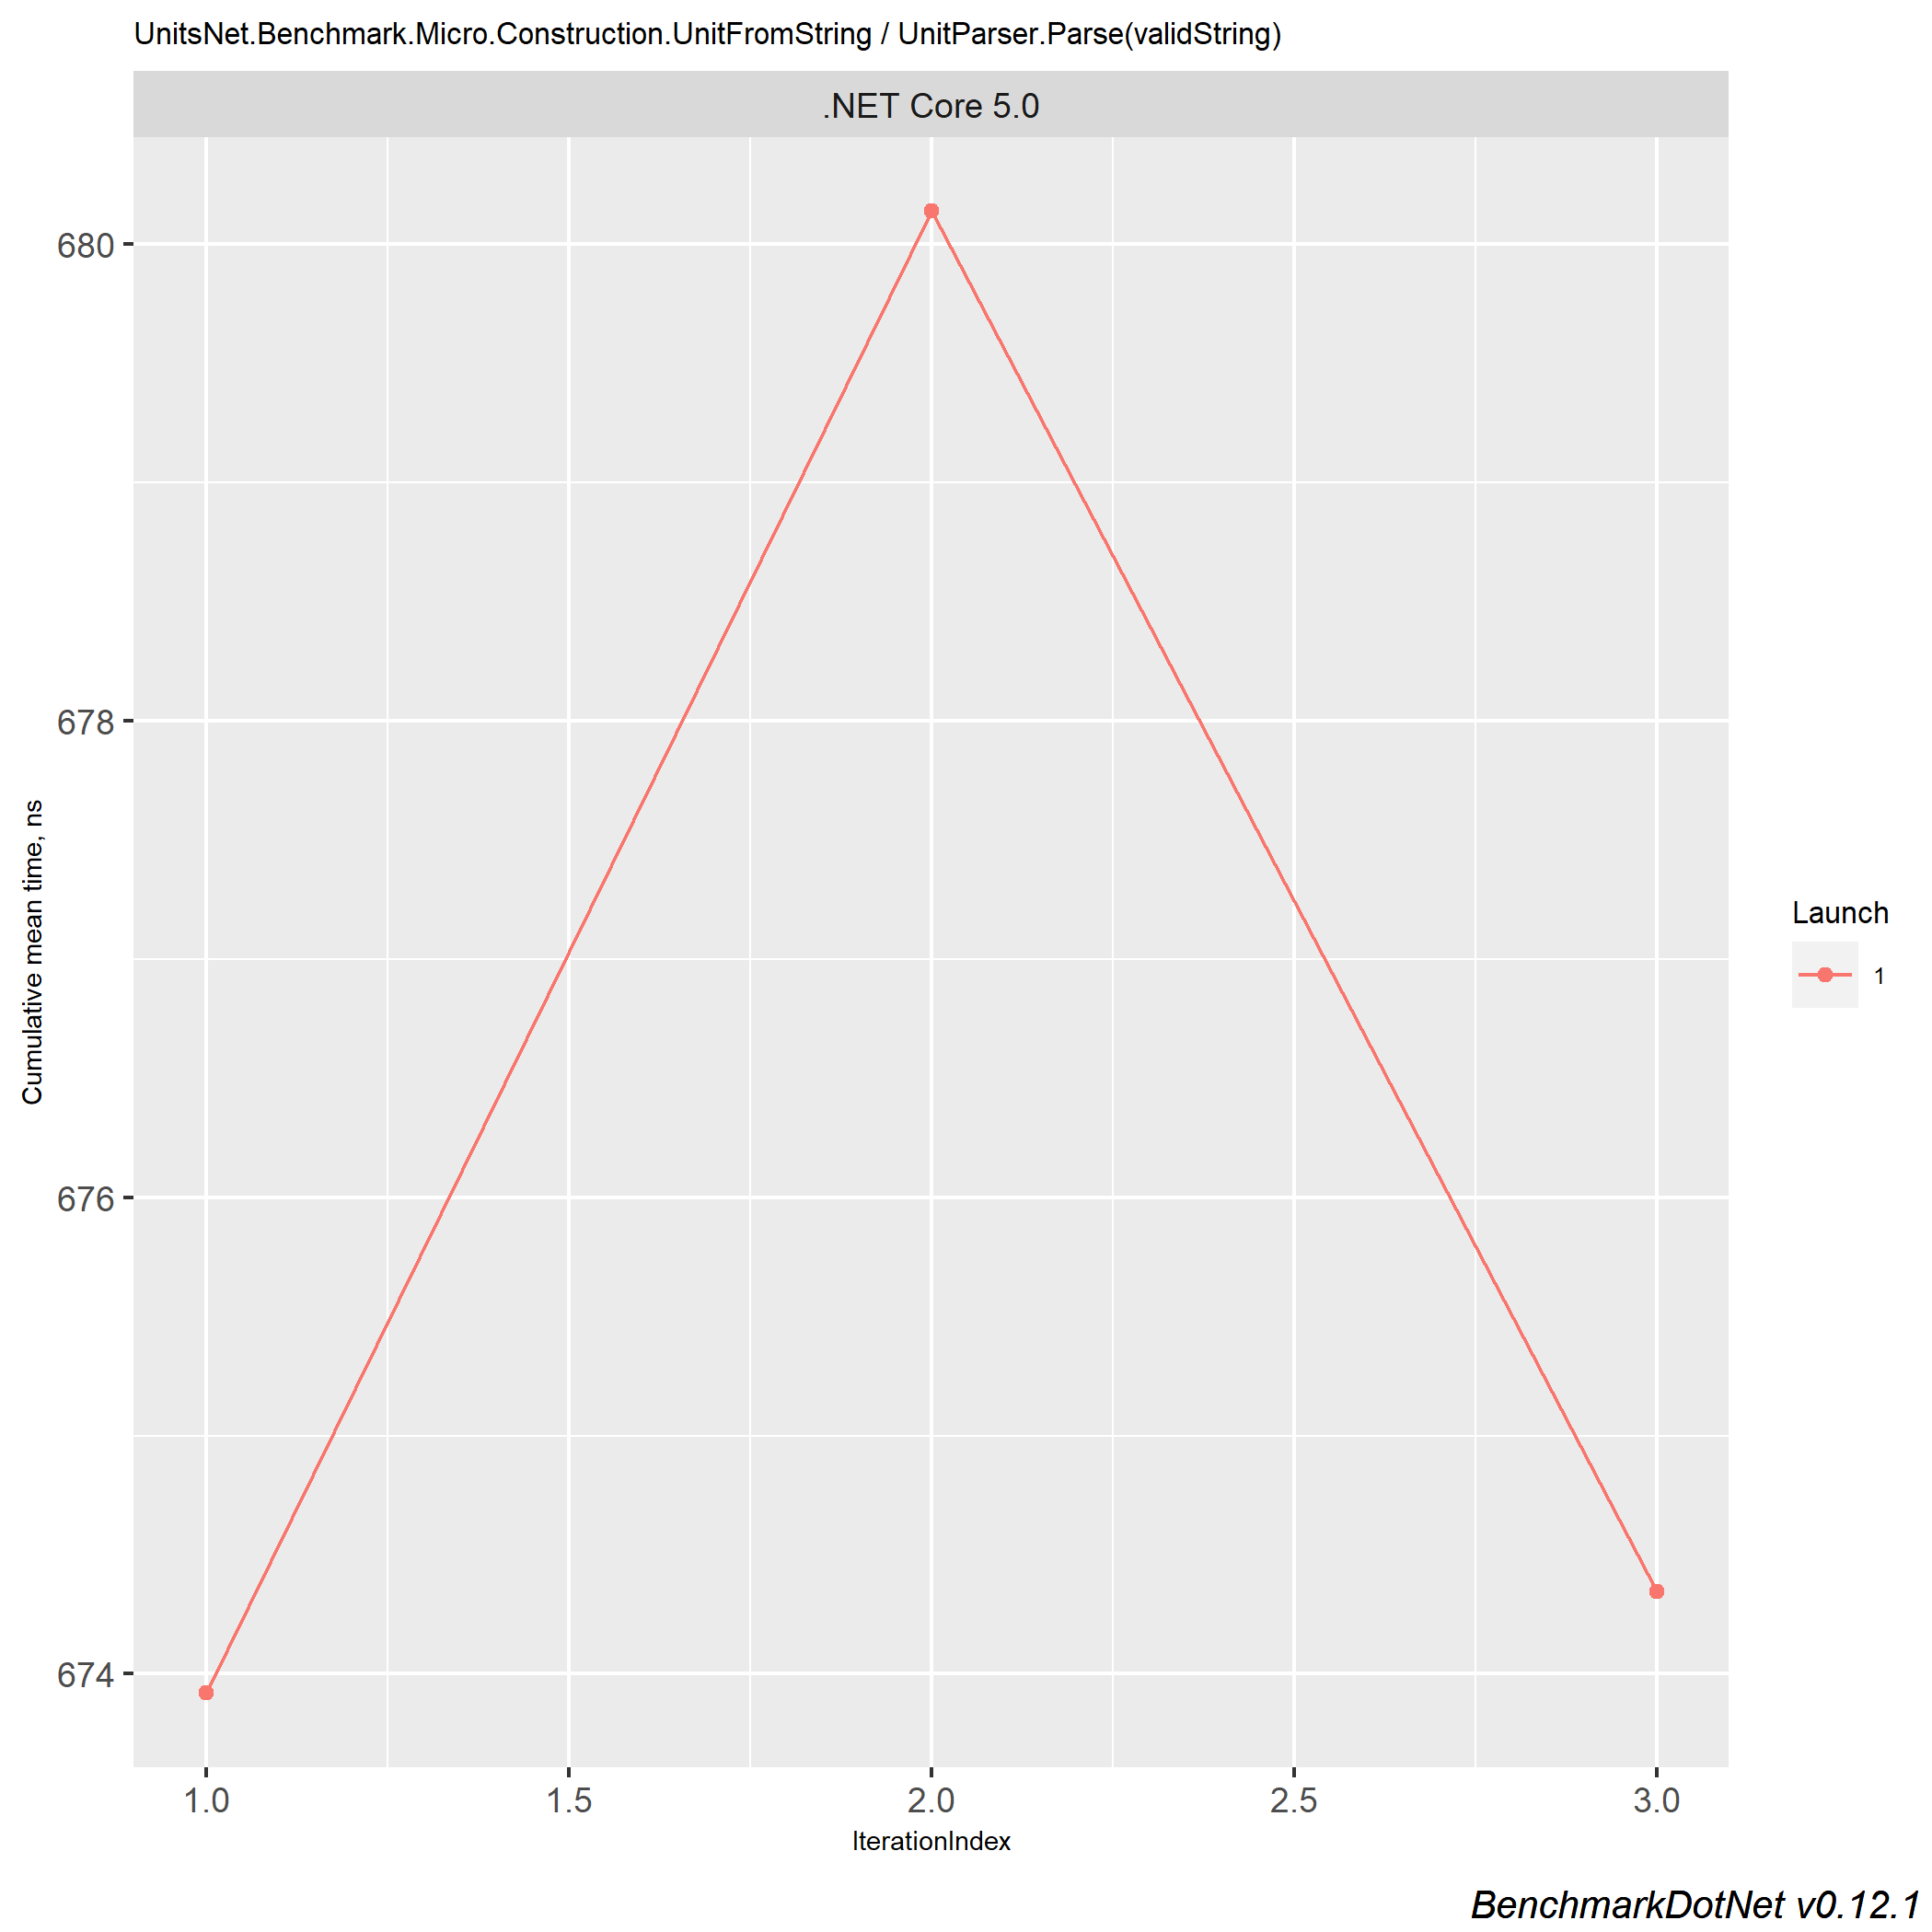 UnitsNet.Benchmark.Micro.Construction.UnitFromString / UnitParser.Parse(validString)
.NET Core 5.0
680
678
676
674
Cumulative mean time, ns
1.0 1.5 2.0 2.5 3.0
IterationIndex
Launch
1
BenchmarkDotNet v0.12.1